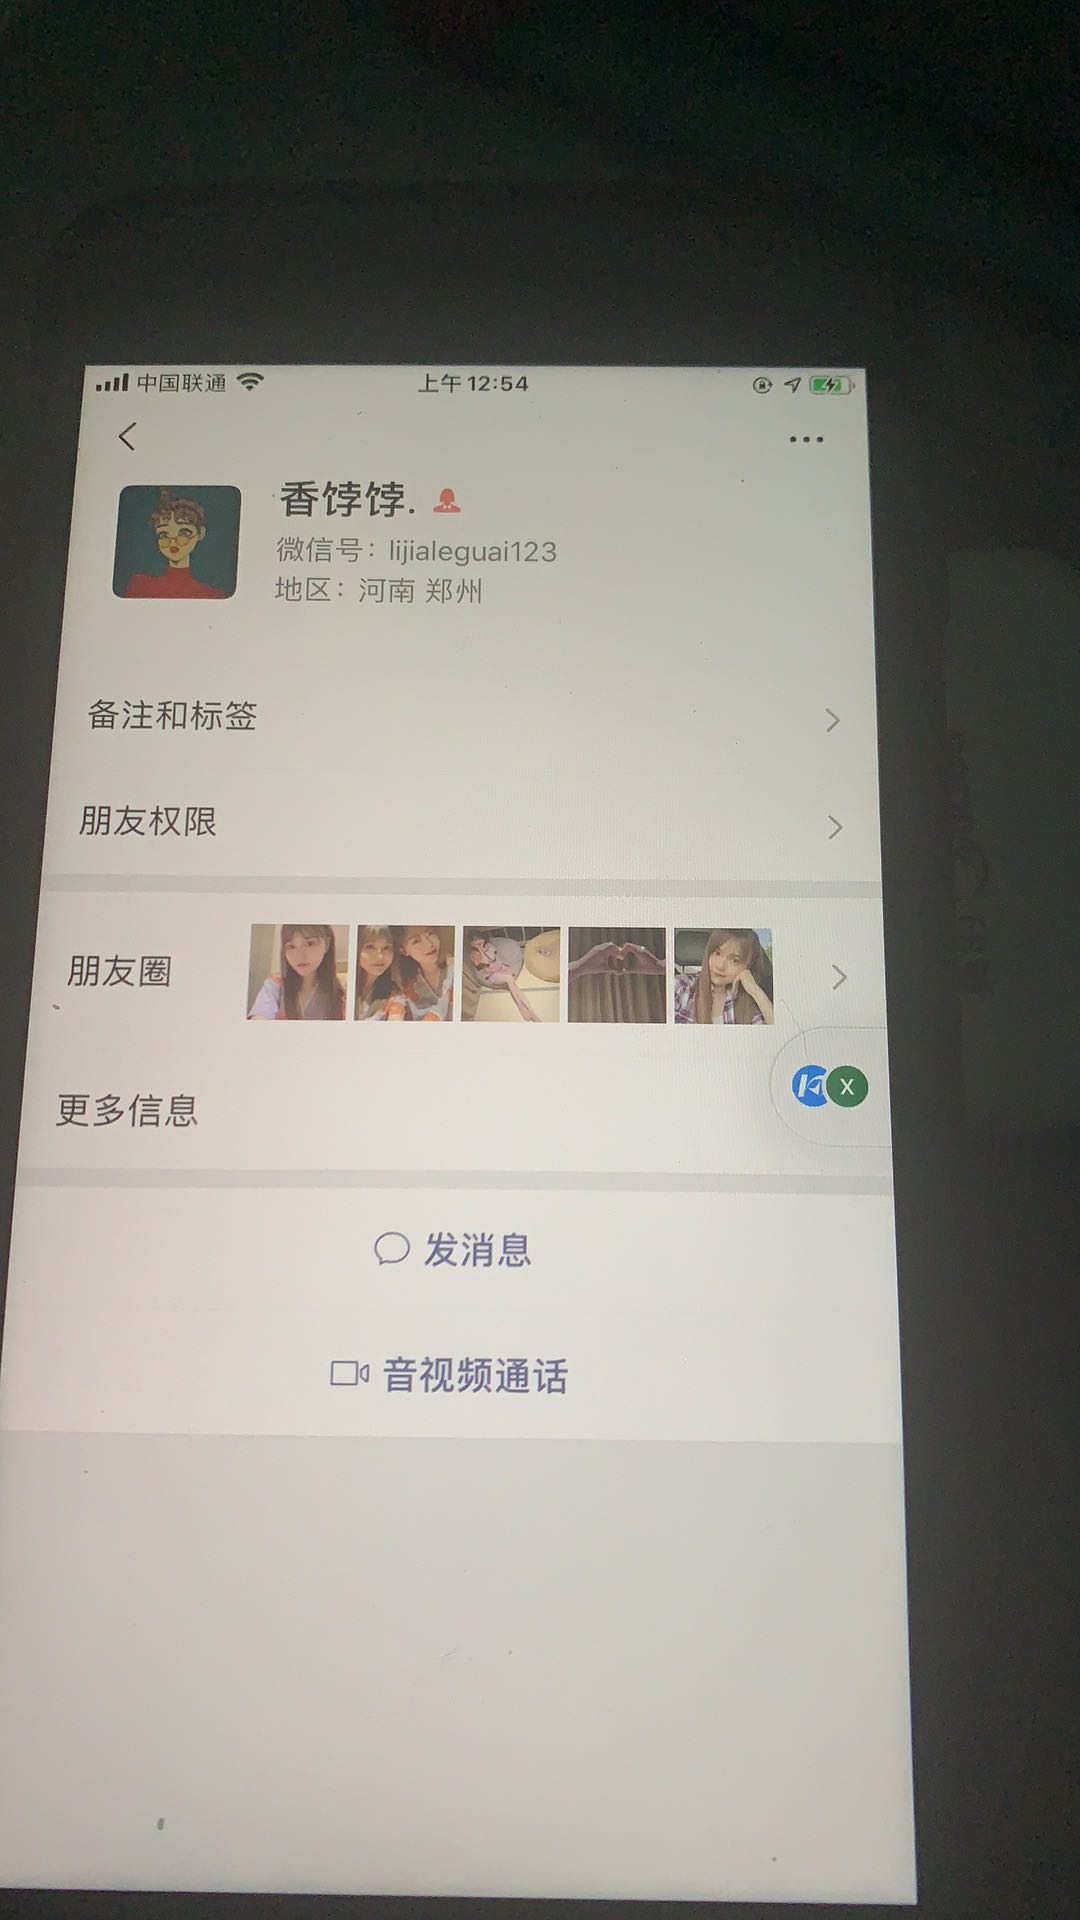 中国联通 上午12:54
香饽饽.
微信号：lijialeguai123
地区：河南 郑州
备注和标签
朋友权限
朋友圈
X
更多信息
发消息
音视频通话